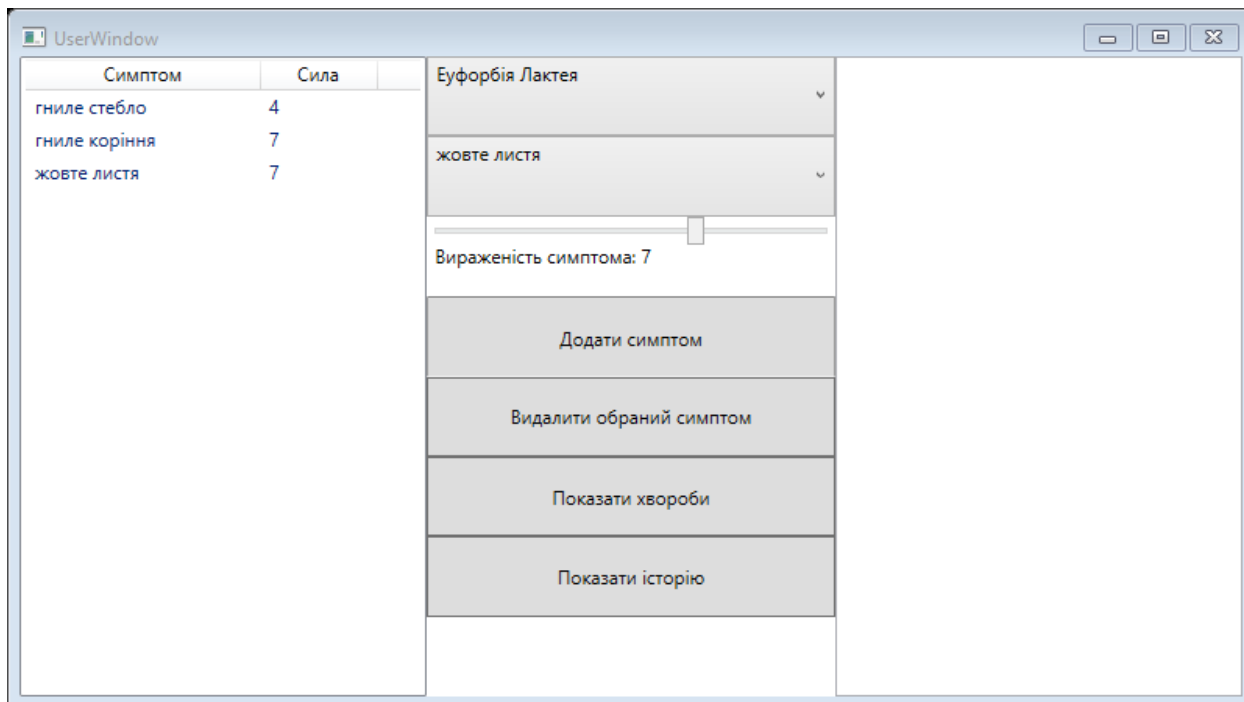 UserWindow
Симптом Сила
гниле стебло 4
гниле коріння 7
жовте листя 7
Еуфорбія Лактея
жовте листя
Вираженість симптома: 7
Додати симптом
Видалити обраний симптом
Показати хвороби
Показати історію